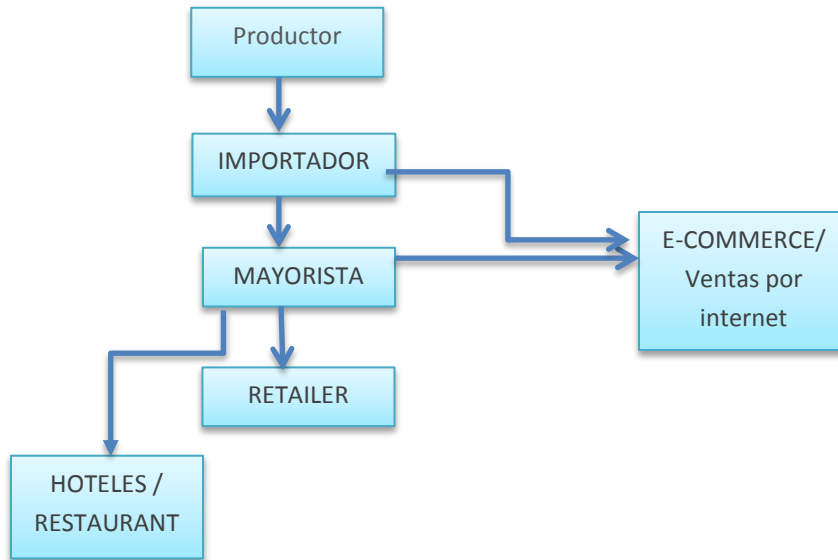 Productor
IMPORTADOR
E-COMMERCE/
Ventas por
internet
MAYORISTA
RETAILER
HOTELES /
RESTAURANT